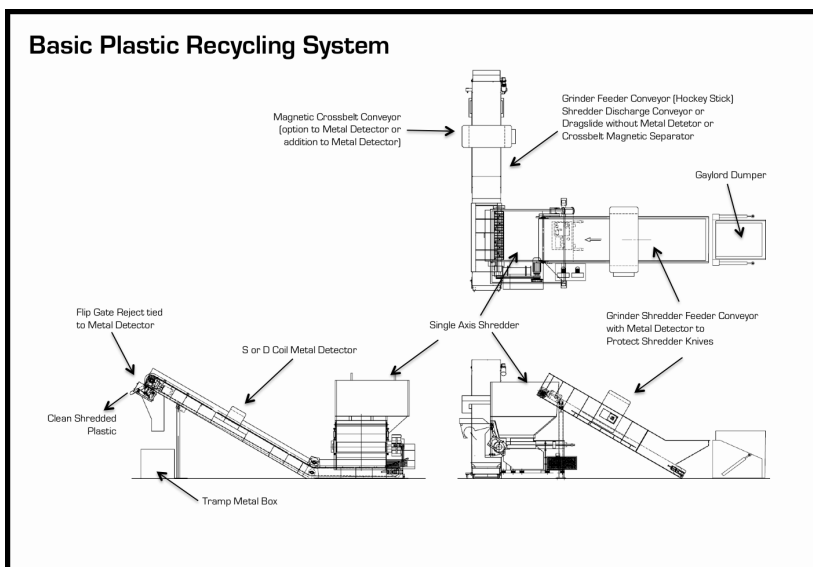 Basic Plastic Recycling System
Magnetic Crossbelt Conveyor
(option to Metal Detector or
addition to Metal Detector)
Grinder Feeder Conveyor (Hockey Stick)
Shredder Discharge Conveyor or
Dragslide without Metal Detetor or
Crossbelt Magnetic Separator
Gaylord Dumper
Flip Gate Reject tied
to Metal Detector
S or D Coil Metal Detector
Single Axis Shredder
Grinder Shredder Feeder Conveyor
with Metal Detector to
Protect Shredder Knives
Clean Shredded
Plastic
Tramp Metal Box